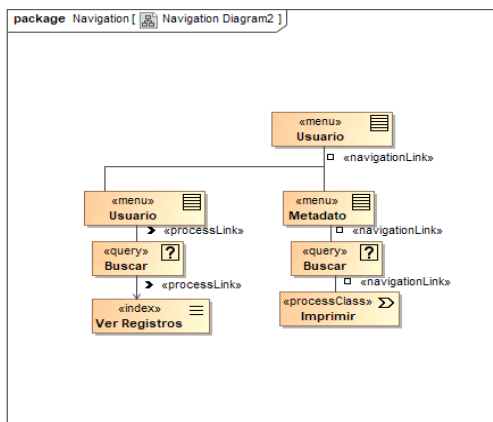 package Navigation [ Navigation Diagram2 ]
«menu»
Usuario
«navigationLink»
«menu»
Usuario
«menu»
Metadato
«processLink»
«navigationLink»
«query»
Buscar
«query»
Buscar
«processLink»
«navigationLink»
«index»
Ver Registros
«processClass»
Imprimir